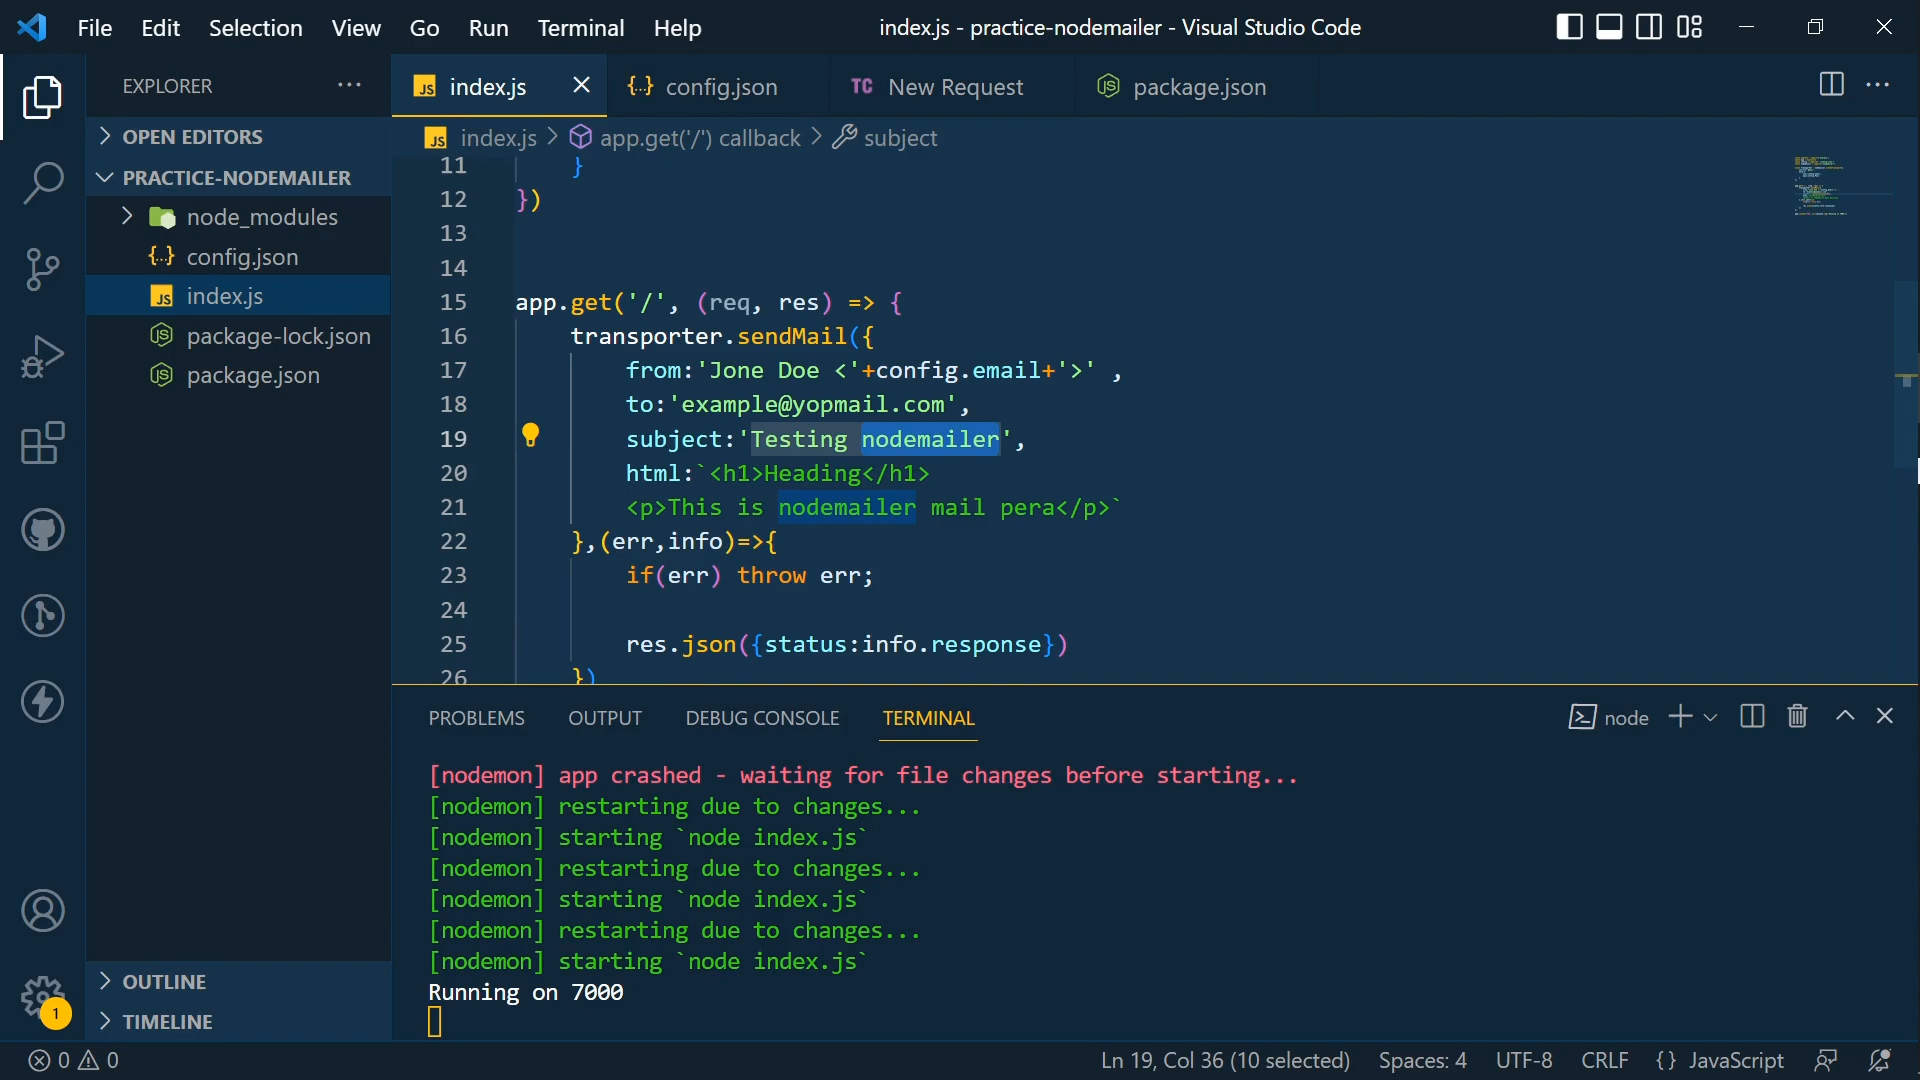 File Edit Selection View Go Run Terminal Help
index.js - practice-nodemailer - Visual Studio Code
EXPLORER
OPEN EDITORS
PRACTICE-NODEMAILER
node_modules
{..} config.json
JS index.js
package-lock.json
package.json
OUTLINE
TIMELINE
1
JS index.js
{..} config.json
TC New Request
package.json
JS index.js > app.get('/') callback > subject
11 }
12 })
13
14
15 app.get('/', (req, res) => {
16 transporter.sendMail({
17 from:'Jone Doe <'+config.email+'>' ,
18 to:'example@yopmail.com',
19 subject:'Testing nodemailer',
20 html:`<h1>Heading</h1>
21 <p>This is nodemailer mail pera</p>`
22 },(err,info)=>{
23 if(err) throw err;
24
25 res.json({status:info.response})
26 })
PROBLEMS OUTPUT DEBUG CONSOLE TERMINAL
node
[nodemon] app crashed - waiting for file changes before starting...
[nodemon] restarting due to changes...
[nodemon] starting `node index.js`
[nodemon] restarting due to changes...
[nodemon] starting `node index.js`
[nodemon] restarting due to changes...
[nodemon] starting `node index.js`
Running on 7000
0 0
Ln 19, Col 36 (10 selected) Spaces: 4 UTF-8 CRLF {} JavaScript